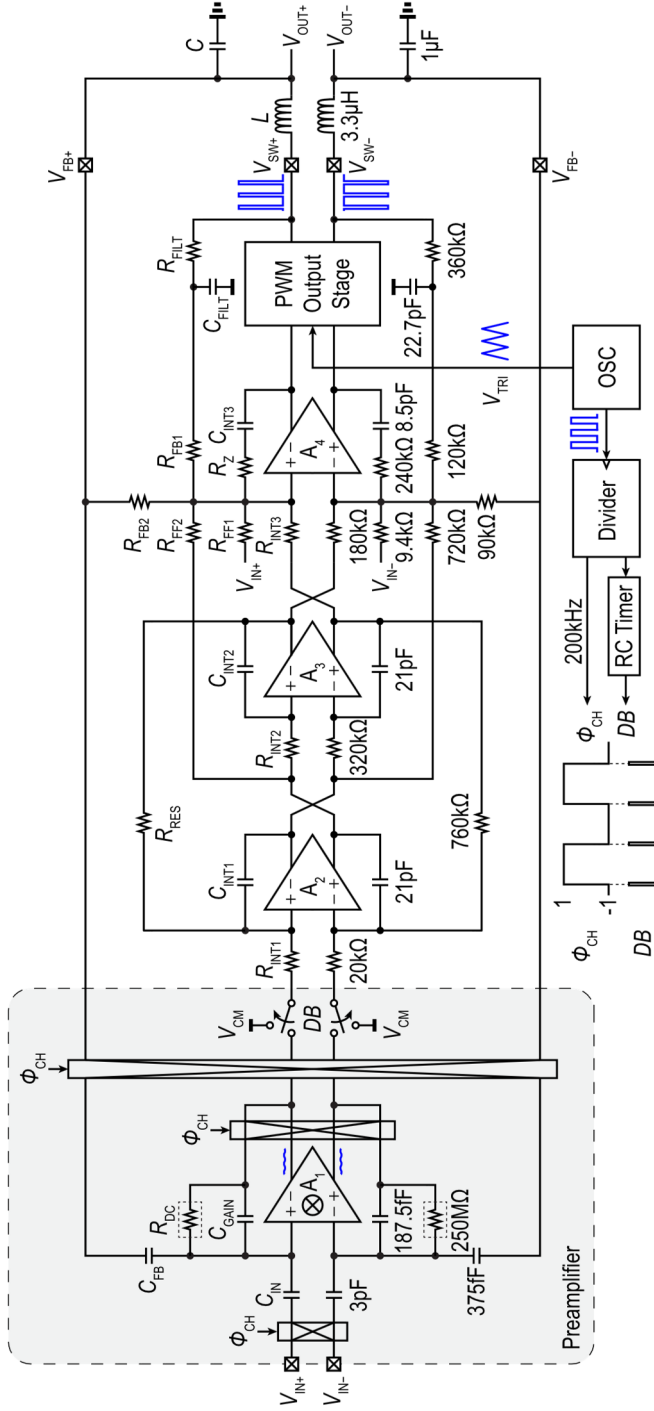 V_FB+
C
V_OUT+
L
V_SW+
V_SW−
V_OUT−
3.3µH
1µF
V_FB−
R_FILT
C_FILT
PWM
Output
Stage
22.7pF
360kΩ
V_TRI
OSC
Divider
RC Timer
200kHz
Φ_CH
DB
R_FB2
R_FB1
R_FF2
R_Z
C_INT3
R_FF1
V_IN+
R_INT3
A_4
+
−
180kΩ
240kΩ
8.5pF
V_IN−
9.4kΩ
120kΩ
720kΩ
90kΩ
R_RES
C_INT2
R_INT2
A_3
+
−
320kΩ
21pF
C_INT1
R_INT1
A_2
+
−
20kΩ
21pF
760kΩ
Φ_CH
1
-1
DB
Φ_CH
V_CM
DB
V_CM
Φ_CH
R_DC
C_GAIN
C_FB
A_1
+
−
C_IN
3pF
187.5fF
250MΩ
375fF
Φ_CH
V_IN+
V_IN−
Preamplifier